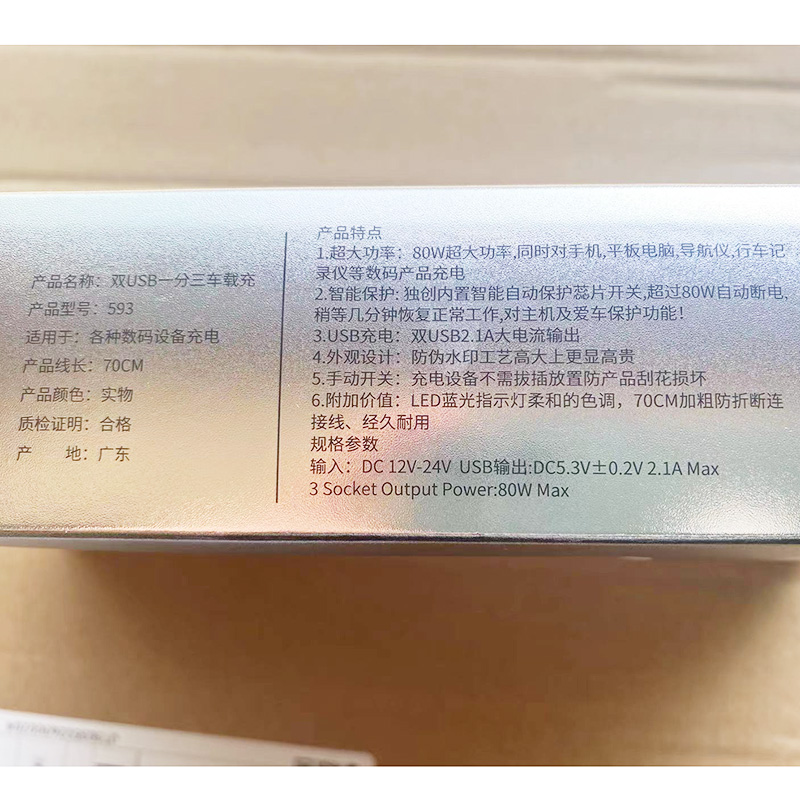 产品名称：双USB一分三车载充
产品型号：593
适用于：各种数码设备充电
产品线长：70CM
产品颜色：实物
质检证明：合格
产 地：广东
产品特点
1.超大功率：80W超大功率,同时对手机,平板电脑,导航仪,行车记
录仪等数码产品充电
2.智能保护: 独创内置智能自动保护蕊片开关,超过80W自动断电,
稍等几分钟恢复正常工作,对主机及爱车保护功能！
3.USB充电：双USB2.1A大电流输出
4.外观设计：防伪水印工艺高大上更显高贵
5.手动开关：充电设备不需拔插放置防产品刮花损坏
6.附加价值：LED蓝光指示灯柔和的色调，70CM加粗防折断连
接线、经久耐用
规格参数
输入：DC 12V-24V USB输出:DC5.3V±0.2V 2.1A Max
3 Socket Output Power:80W Max